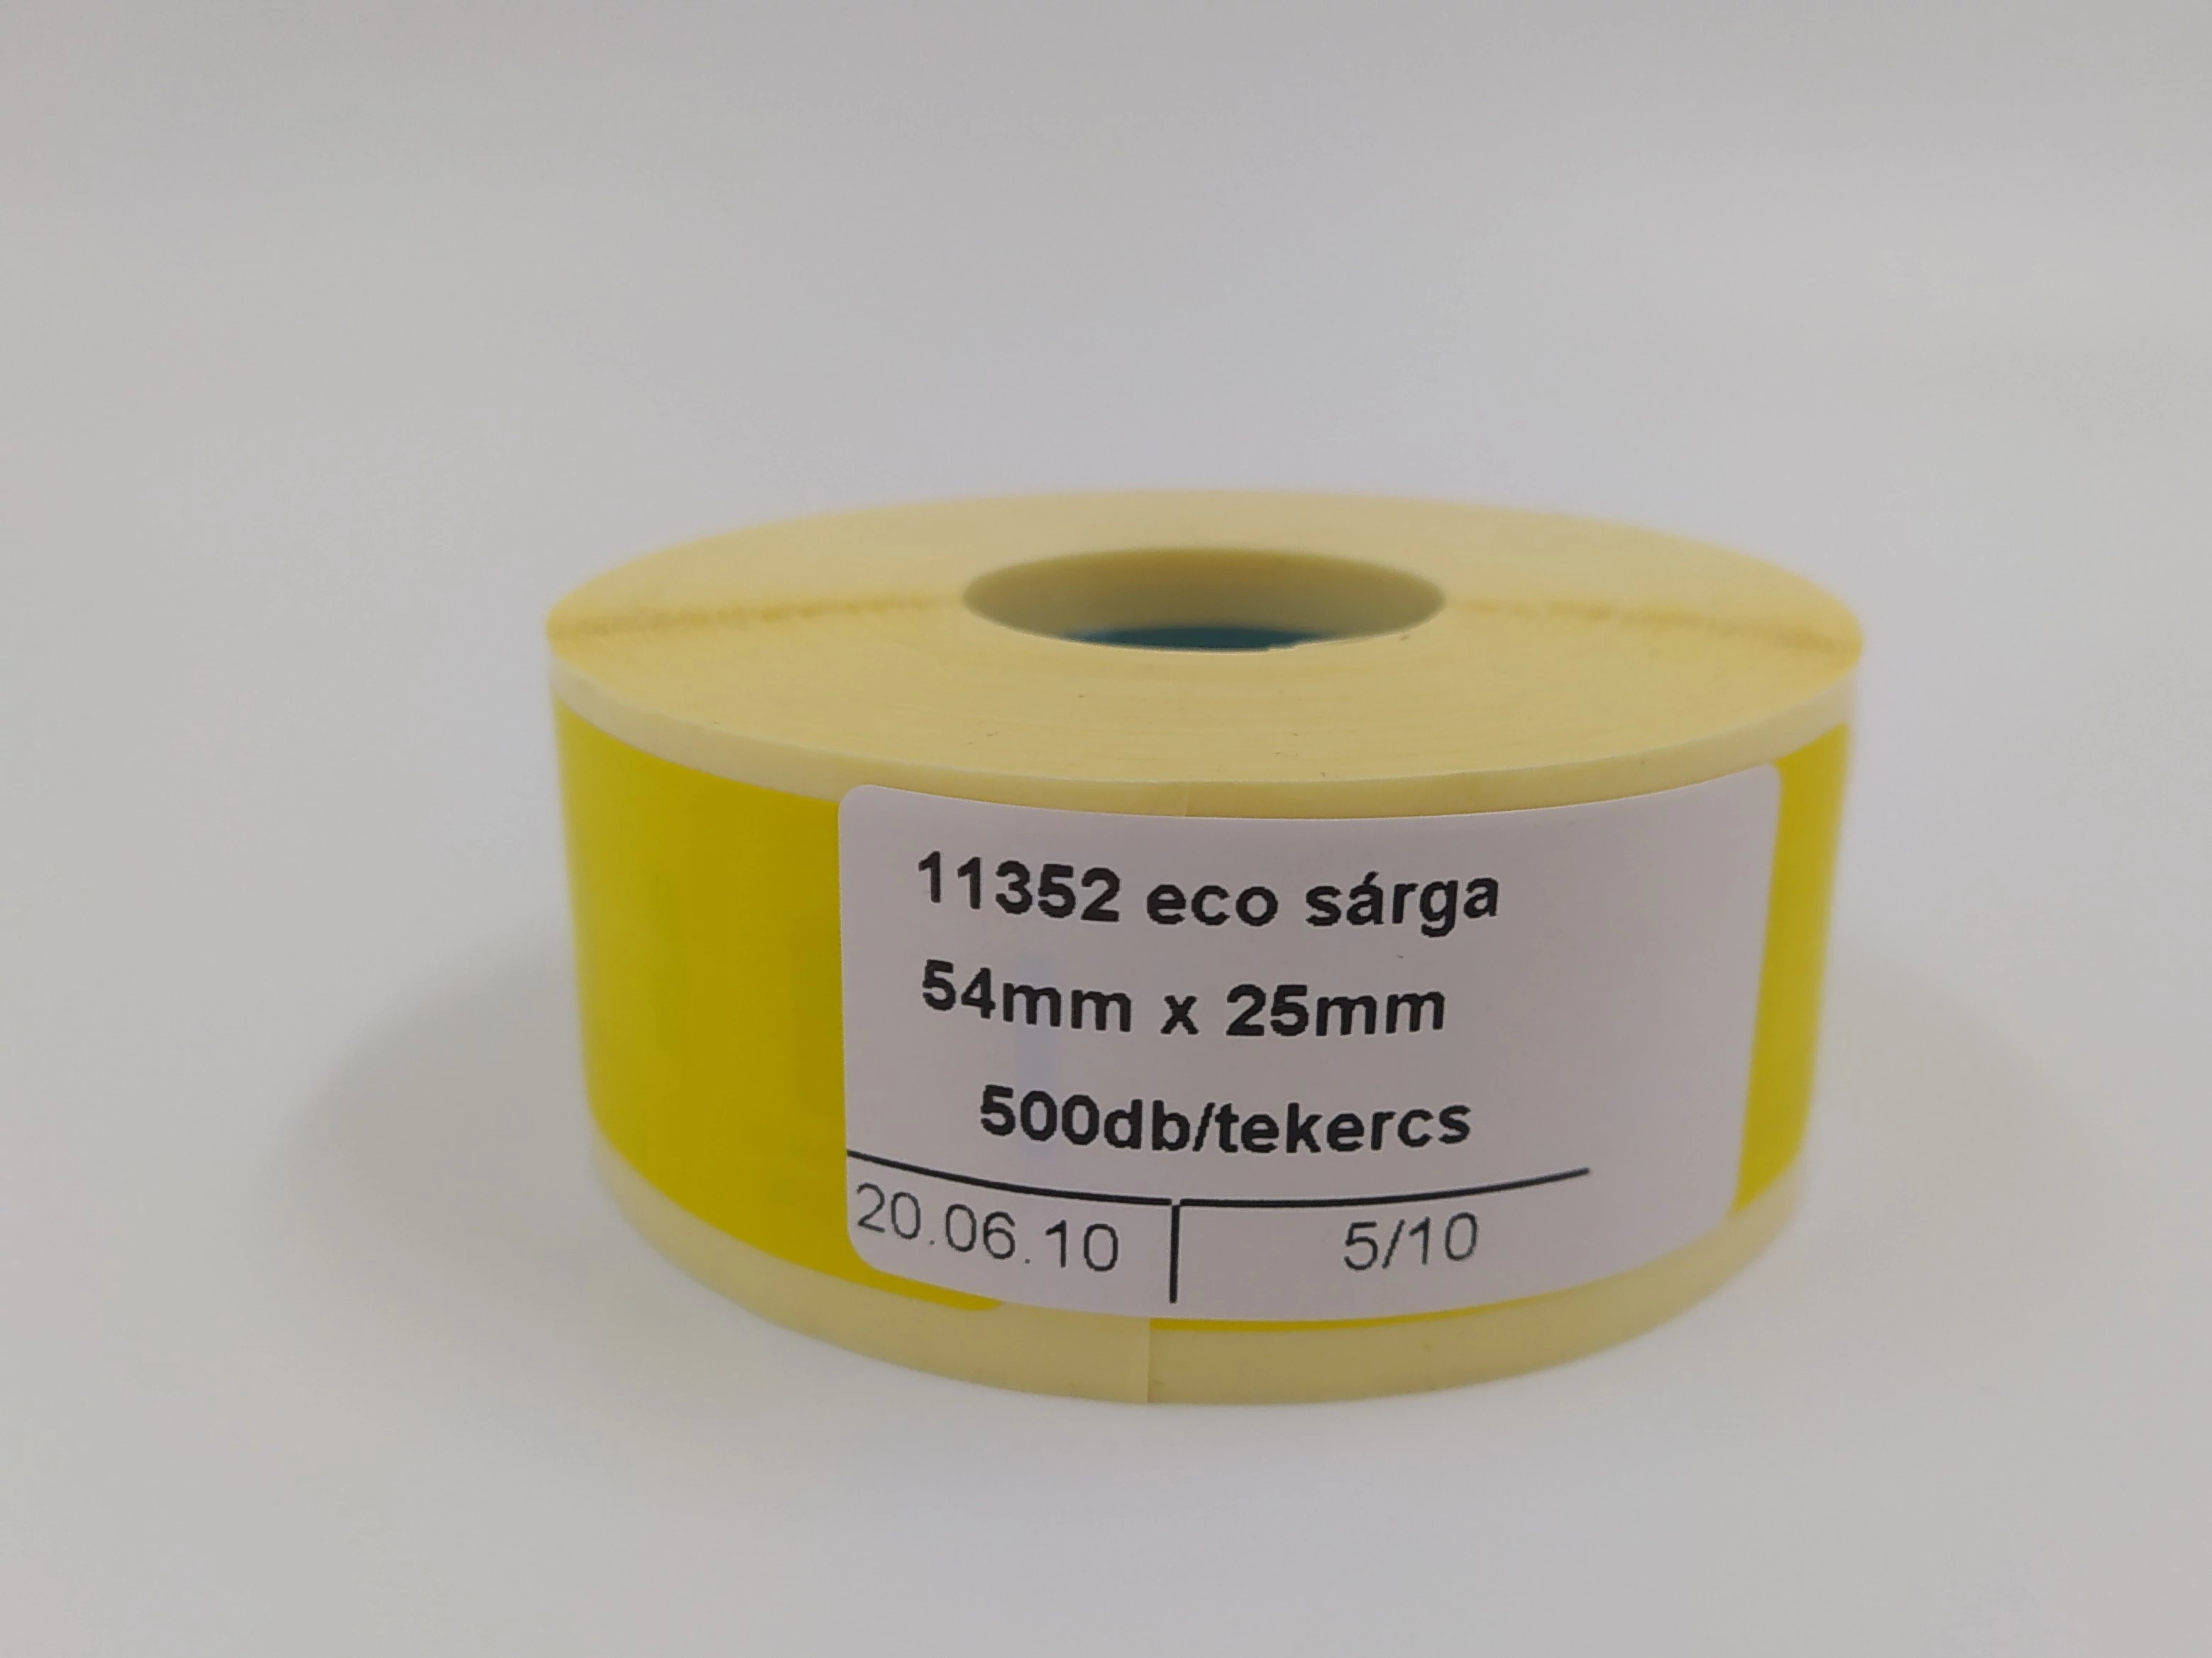 11352 eco sárga
54mm x 25mm
500db/tekercs
20.06.10 5/10